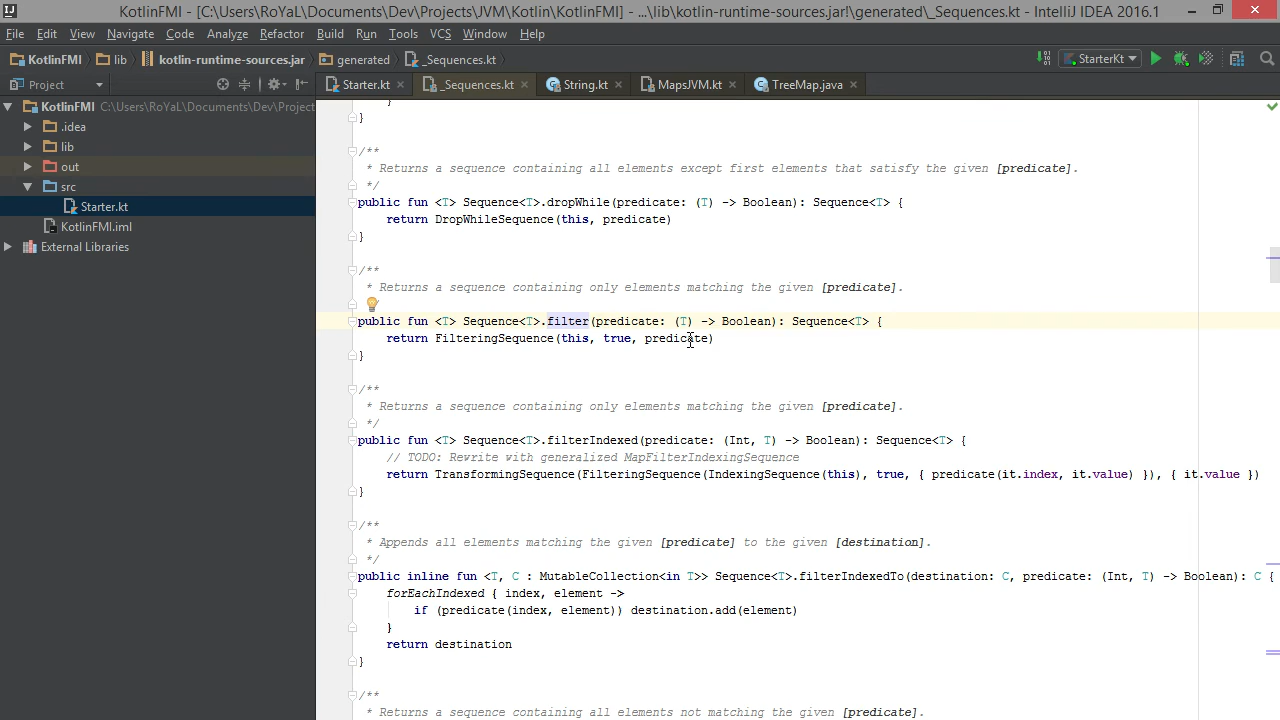 KotlinFMI - [C:\Users\RoYaL\Documents\Dev\Projects\JVM\Kotlin\KotlinFMI] - ...\lib\kotlin-runtime-sources.jar!\generated\_Sequences.kt - IntelliJ IDEA 2016.1
File Edit View Navigate Code Analyze Refactor Build Run Tools VCS Window Help
KotlinFMI lib kotlin-runtime-sources.jar generated _Sequences.kt StarterKt
Project
Starter.kt _Sequences.kt String.kt MapsJVM.kt TreeMap.java
KotlinFMI C:\Users\RoYaL\Documents\Dev\Project
.idea
lib
out
src
Starter.kt
KotlinFMI.iml
External Libraries
}
}
/**
* Returns a sequence containing all elements except first elements that satisfy the given [predicate].
*/
public fun <T> Sequence<T>.dropWhile(predicate: (T) -> Boolean): Sequence<T> {
return DropWhileSequence(this, predicate)
}
/**
* Returns a sequence containing only elements matching the given [predicate].
public fun <T> Sequence<T>.filter(predicate: (T) -> Boolean): Sequence<T> {
return FilteringSequence(this, true, predicate)
}
/**
* Returns a sequence containing only elements matching the given [predicate].
*/
public fun <T> Sequence<T>.filterIndexed(predicate: (Int, T) -> Boolean): Sequence<T> {
// TODO: Rewrite with generalized MapFilterIndexingSequence
return TransformingSequence(FilteringSequence(IndexingSequence(this), true, { predicate(it.index, it.value) }), { it.value })
}
/**
* Appends all elements matching the given [predicate] to the given [destination].
*/
public inline fun <T, C : MutableCollection<in T>> Sequence<T>.filterIndexedTo(destination: C, predicate: (Int, T) -> Boolean): C {
forEachIndexed { index, element ->
if (predicate(index, element)) destination.add(element)
}
return destination
}
/**
* Returns a sequence containing all elements not matching the given [predicate].